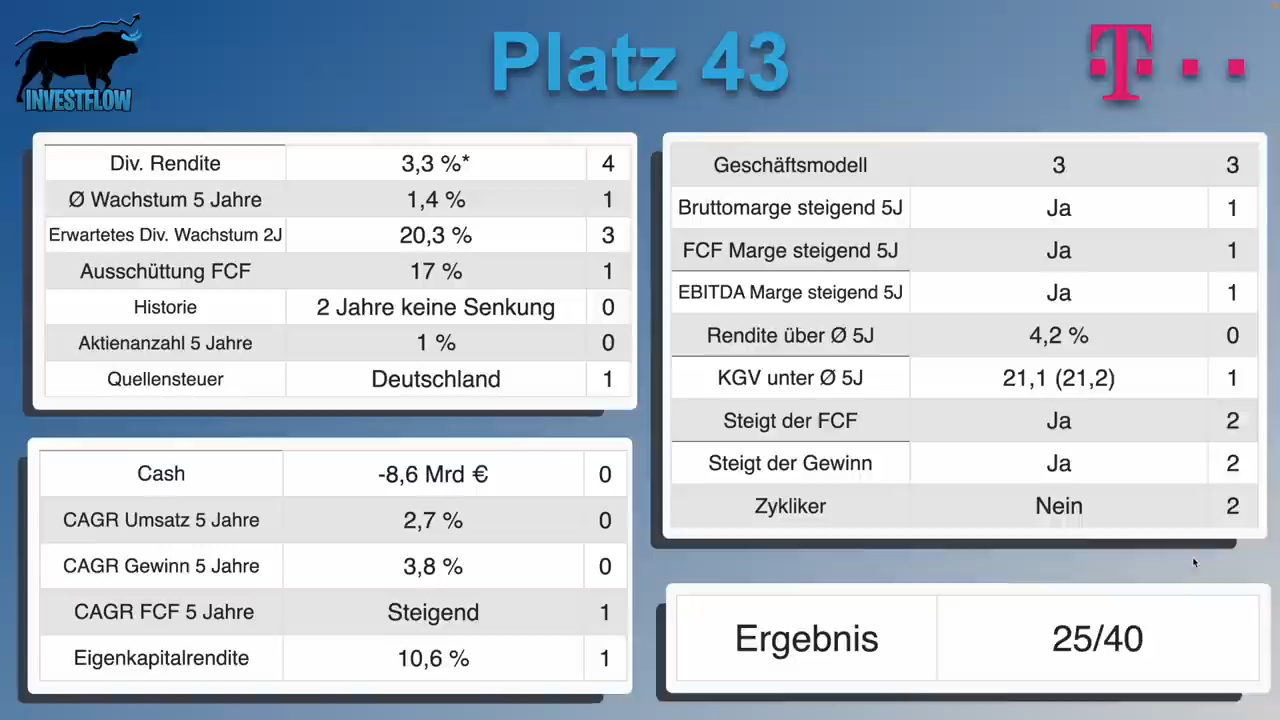 Platz 43
INVESTFLOW
T
Div. Rendite 3,3 %* 4
Ø Wachstum 5 Jahre 1,4 % 1
Erwartetes Div. Wachstum 2J 20,3 % 3
Ausschüttung FCF 17 % 1
Historie 2 Jahre keine Senkung 0
Aktienanzahl 5 Jahre 1 % 0
Quellensteuer Deutschland 1
Cash -8,6 Mrd € 0
CAGR Umsatz 5 Jahre 2,7 % 0
CAGR Gewinn 5 Jahre 3,8 % 0
CAGR FCF 5 Jahre Steigend 1
Eigenkapitalrendite 10,6 % 1
Geschäftsmodell 3 3
Bruttomarge steigend 5J Ja 1
FCF Marge steigend 5J Ja 1
EBITDA Marge steigend 5J Ja 1
Rendite über Ø 5J 4,2 % 0
KGV unter Ø 5J 21,1 (21,2) 1
Steigt der FCF Ja 2
Steigt der Gewinn Ja 2
Zykliker Nein 2
Ergebnis 25/40